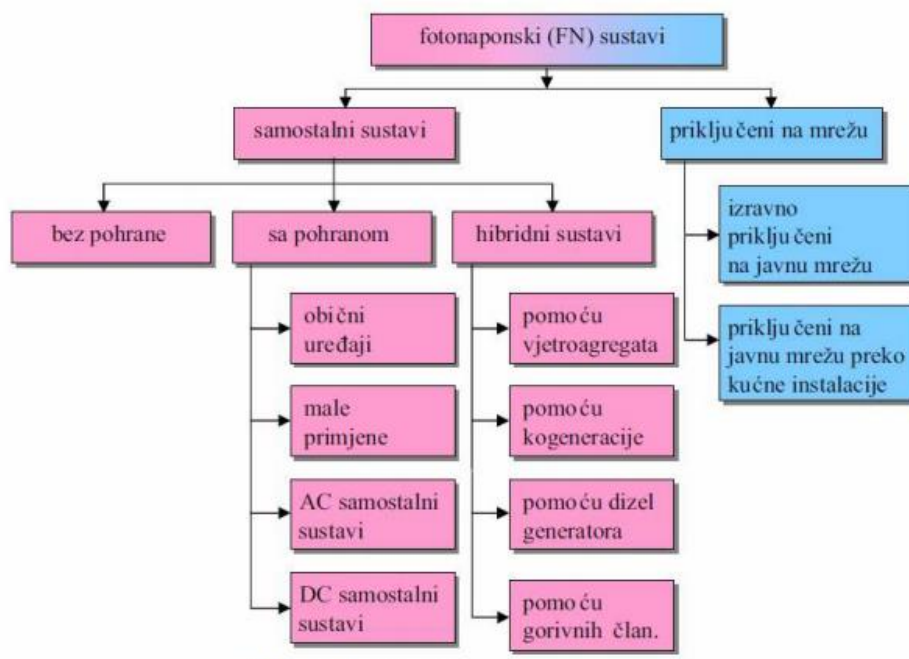 fotonaponski (FN) sustavi
samostalni sustavi
priključeni na mrežu
bez pohrane
sa pohranom
hibridni sustavi
izravno
priključeni
na javnu mrežu
priključeni na
javnu mrežu preko
kućne instalacije
obični
uređaji
male
primjene
AC samostalni
sustavi
DC samostalni
sustavi
pomoću
vjetroagregata
pomoću
kogeneracije
pomoću dizel
generatora
pomoću
gorivnih član.